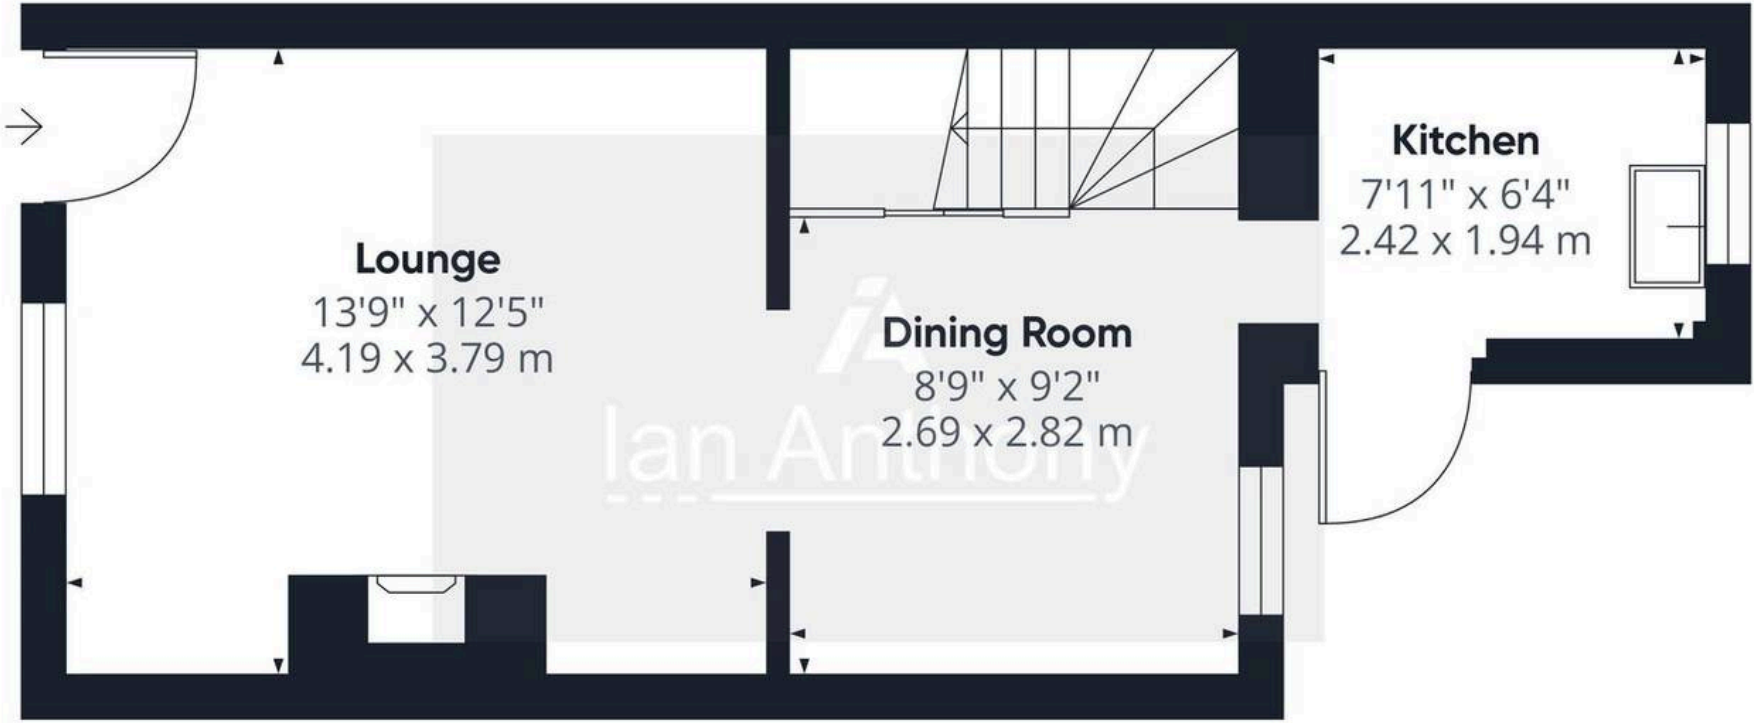 Lounge
13'9" x 12'5"
4.19 x 3.79 m
Dining Room
8'9" x 9'2"
2.69 x 2.82 m
Kitchen
7'11" x 6'4"
2.42 x 1.94 m
iA
Ian Anthony